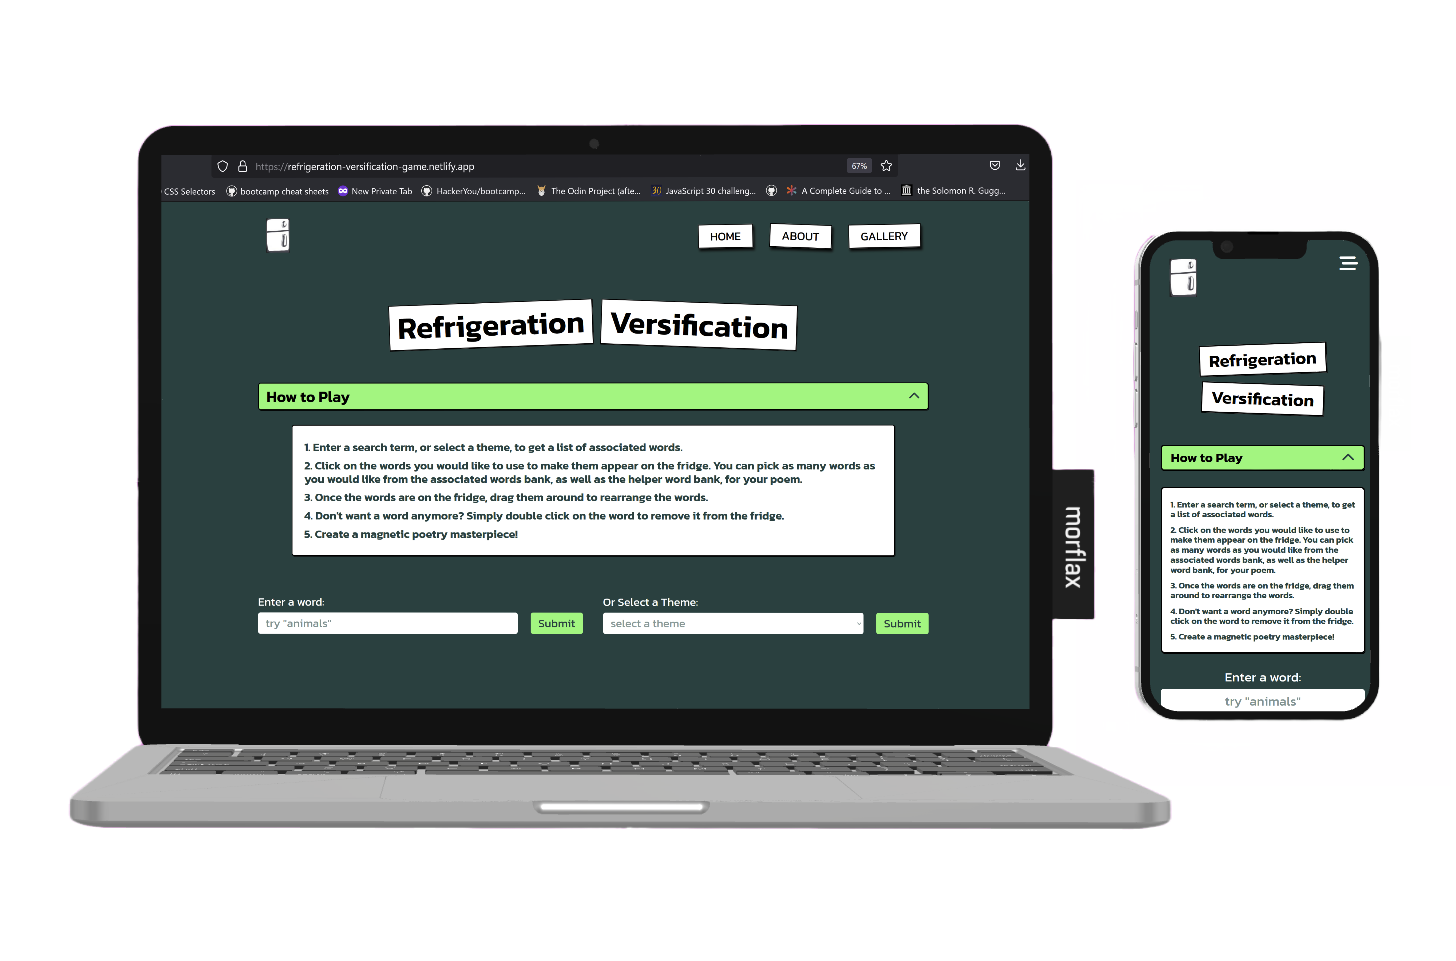 https://refrigeration-versification-game.netlify.app
67%
CSS Selectors
bootcamp cheat sheets
New Private Tab
HackerYou/bootcamp...
The Odin Project (afte...
30
JavaScript 30 challeng...
A Complete Guide to ...
the Solomon R. Gugg...
HOME
ABOUT
GALLERY
Refrigeration Versification
How to Play
1. Enter a search term, or select a theme, to get a list of associated words.
2. Click on the words you would like to use to make them appear on the fridge. You can pick as many words as
you would like from the associated words bank, as well as the helper word bank, for your poem.
3. Once the words are on the fridge, drag them around to rearrange the words.
4. Don't want a word anymore? Simply double click on the word to remove it from the fridge.
5. Create a magnetic poetry masterpiece!
Enter a word:
try "animals"
Submit
Or Select a Theme:
select a theme
Submit
morflax
Refrigeration
Versification
How to Play
1. Enter a search term, or select a theme, to get
a list of associated words.
2. Click on the words you would like to use to
make them appear on the fridge. You can pick
as many words as you would like from the
associated words bank, as well as the helper
word bank, for your poem.
3. Once the words are on the fridge, drag them
around to rearrange the words.
4. Don't want a word anymore? Simply double
click on the word to remove it from the fridge.
5. Create a magnetic poetry masterpiece!
Enter a word:
try "animals"